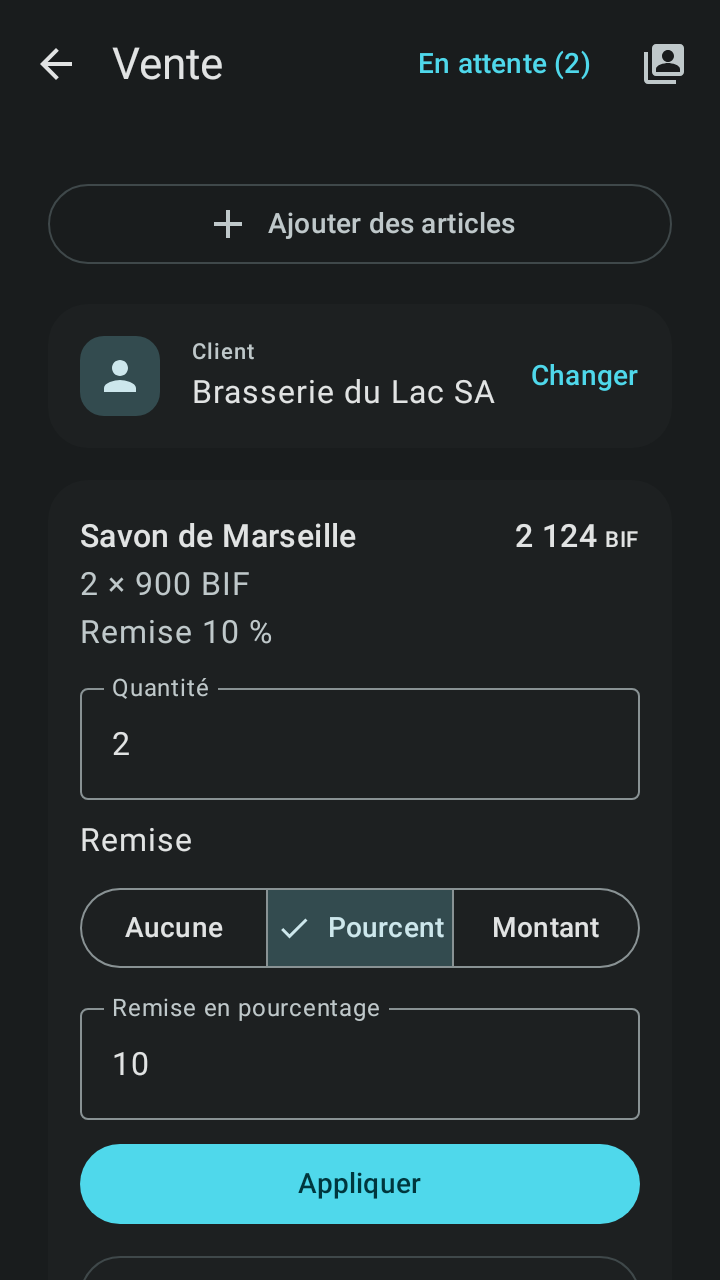 Vente
En attente (2)
Ajouter des articles
Client
Brasserie du Lac SA
Changer
Savon de Marseille
2 124 BIF
2 × 900 BIF
Remise 10 %
Quantité
2
Remise
Aucune
Pourcent
Montant
Remise en pourcentage
10
Appliquer